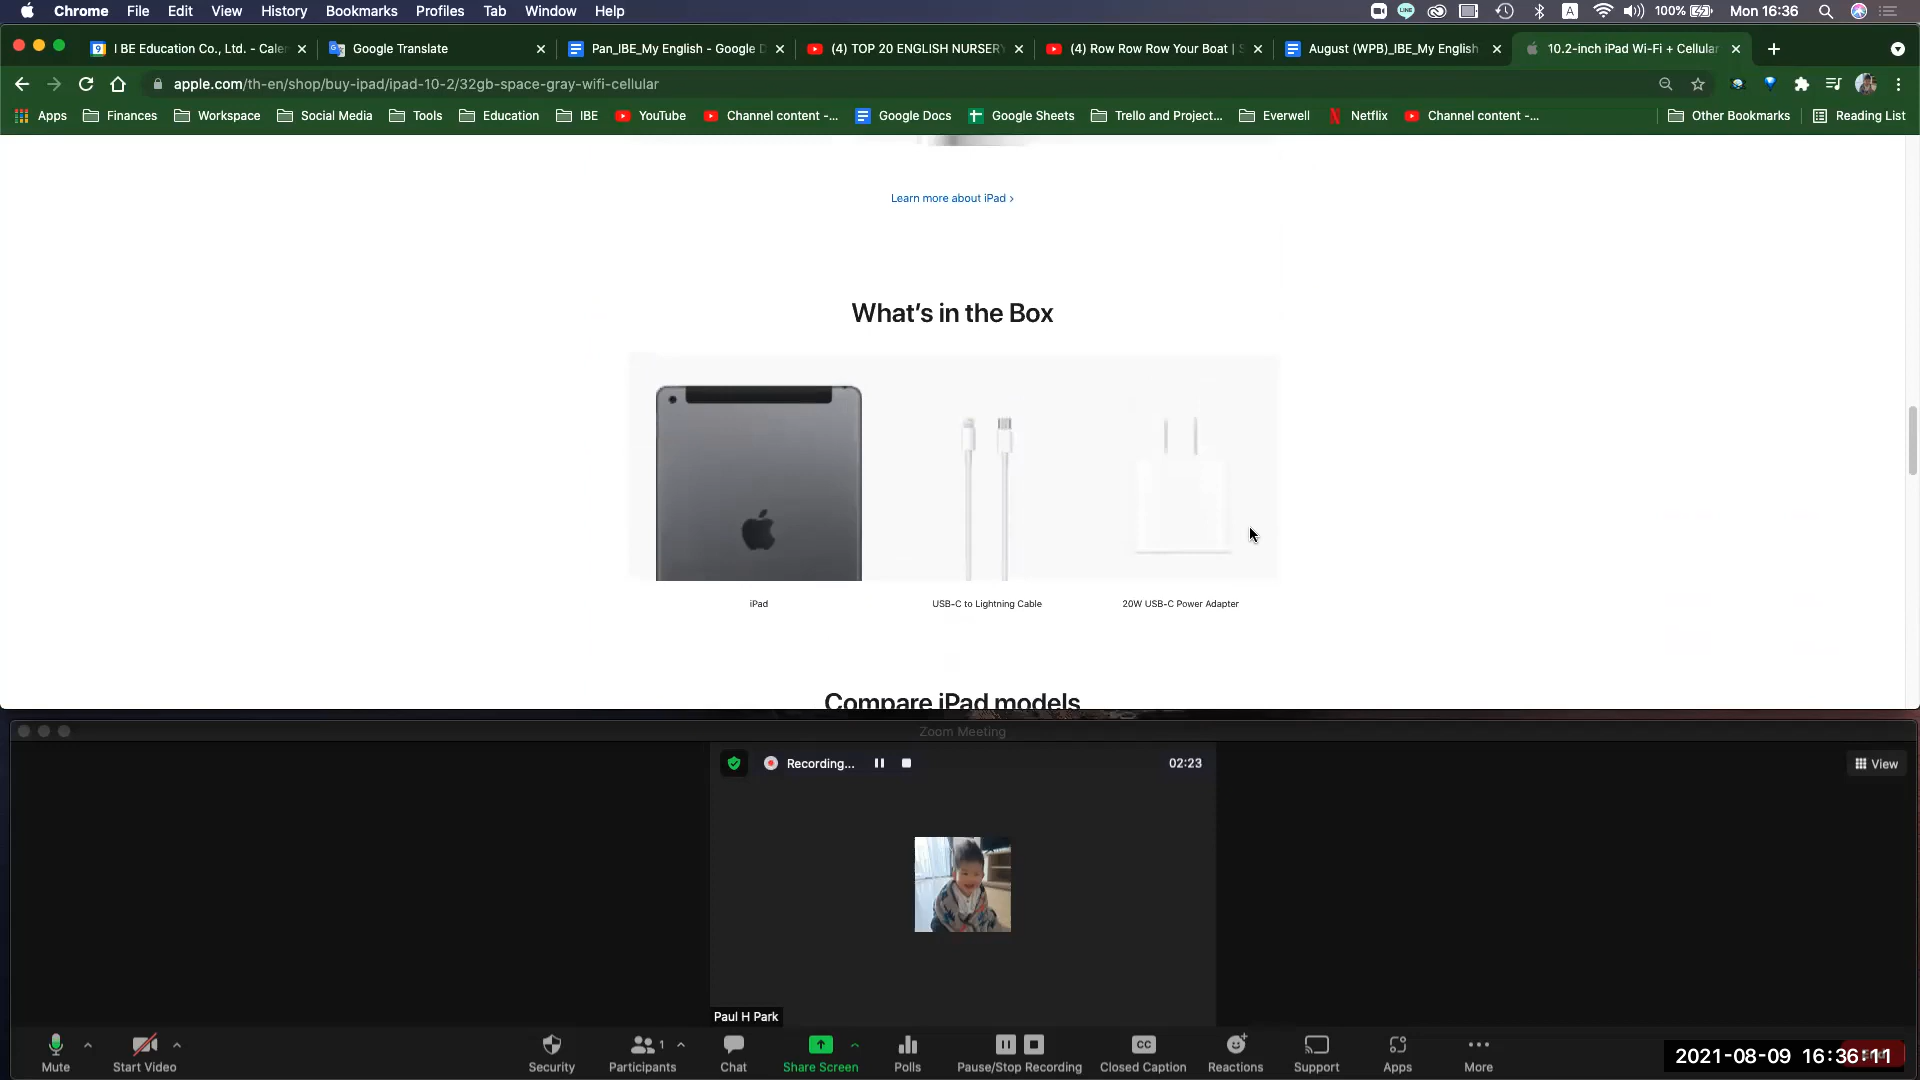 Chrome File Edit View History Bookmarks Profiles Tab Window Help
A 100% Mon 16:36
I BE Education Co., Ltd. - Calen
Google Translate
Pan_IBE_My English - Google D
(4) TOP 20 ENGLISH NURSERY
(4) Row Row Row Your Boat | S
August (WPB)_IBE_My English
10.2-inch iPad Wi-Fi + Cellular
apple.com/th-en/shop/buy-ipad/ipad-10-2/32gb-space-gray-wifi-cellular
Apps Finances Workspace Social Media Tools Education IBE YouTube Channel content -... Google Docs Google Sheets Trello and Project... Everwell Netflix Channel content -... Other Bookmarks Reading List
Learn more about iPad >
What's in the Box
iPad USB-C to Lightning Cable 20W USB-C Power Adapter
Compare iPad models
Zoom Meeting
Recording... 02:23
View
Paul H Park
1
CC
Mute Start Video Security Participants Chat Share Screen Polls Pause/Stop Recording Closed Caption Reactions Support Apps More
2021-08-09 16:36:11